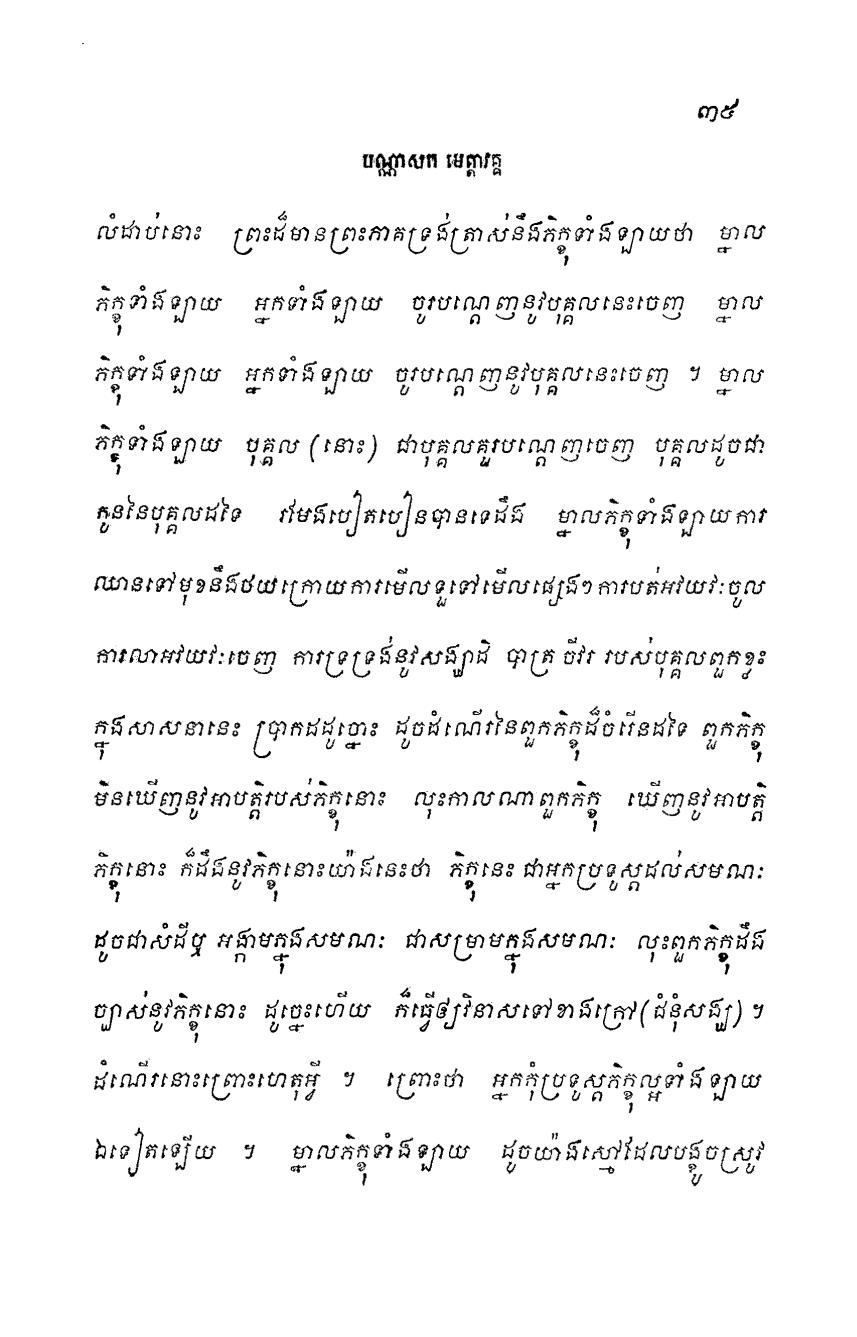 ៣៥
បណ្ណាសក មេត្តាវគ្គ
លំដាប់នោះ ព្រះដ៏មានព្រះភាគទ្រង់ត្រាស់នឹងភិក្ខុទាំងឡាយថា ម្នាល
ភិក្ខុទាំងឡាយ អ្នកទាំងឡាយ ចូរបណ្តេញនូវបុគ្គលនេះចេញ ម្នាល
ភិក្ខុទាំងឡាយ អ្នកទាំងឡាយ ចូរបណ្តេញនូវបុគ្គលនេះចេញ ។ ម្នាល
ភិក្ខុទាំងឡាយ បុគ្គល (នោះ) ជាបុគ្គលគួរបណ្តេញចេញ បុគ្គលដូចជា
កូននៃបុគ្គលដទៃ រមែងបៀតបៀនបានទេដឹង ម្នាលភិក្ខុទាំងឡាយការ
ឈានទៅមុខនឹងថយក្រោយការមើលទួទៅមើលផ្សេងៗ ការបត់អវយវៈចូល
ការលាអវយវៈចេញ ការទ្រទ្រង់នូវសង្ឃាដិ បាត្រ ចីវរ របស់បុគ្គលពួកខ្លះ
ក្នុងសាសនានេះ ប្រាកដដូច្នោះ ដូចដំណើរនៃពួកភិក្ខុដ៏ចំរើនដទៃ ពួកភិក្ខុ
មិនឃើញនូវអាបត្តិរបស់ភិក្ខុនោះ លុះកាលណាពួកភិក្ខុ ឃើញនូវអាបត្តិ
ភិក្ខុនោះ ក៏ដឹងនូវភិក្ខុនោះយ៉ាងនេះថា ភិក្ខុនេះ ជាអ្នកប្រទូស្តដល់សមណៈ
ដូចជាសំដីឬ អង្កាមក្នុងសមណៈ ជាសម្រាមក្នុងសមណៈ លុះពួកភិក្ខុដឹង
ច្បាស់នូវភិក្ខុនោះ ដូច្នេះហើយ ក៏ធ្វើឲ្យវិនាសទៅខាងក្រៅ(ជំនុំសង្ឃ) ។
ដំណើរនោះព្រោះហេតុអ្វី ។ ព្រោះថា អ្នកកុំប្រទូស្តភិក្ខុល្អទាំងឡាយ
ឯទៀតឡើយ ។ ម្នាលភិក្ខុទាំងឡាយ ដូចយ៉ាងស្មៅដែលបង្ខូចស្រូវ